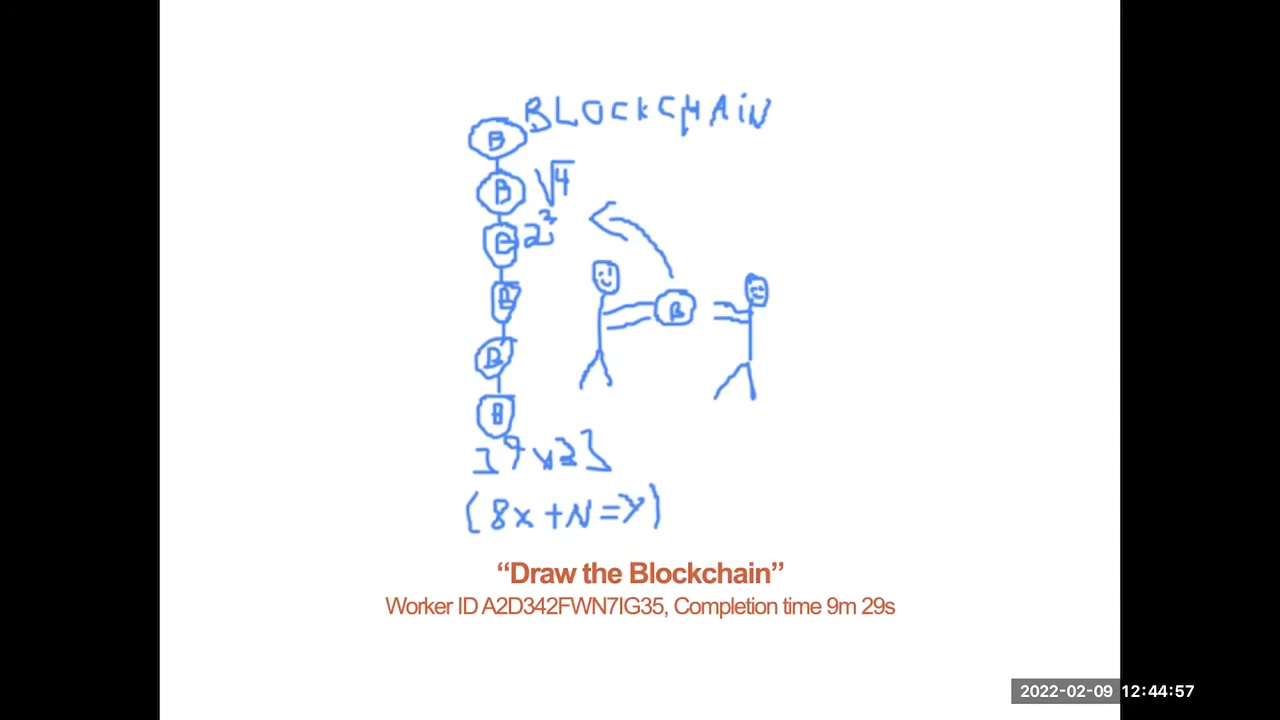 BLOCKCHAIN
B
B
√4
B
B
B
B
(8x+N=y)
“Draw the Blockchain”
Worker ID A2D342FWN7IG35, Completion time 9m 29s
2022-02-09 12:44:57